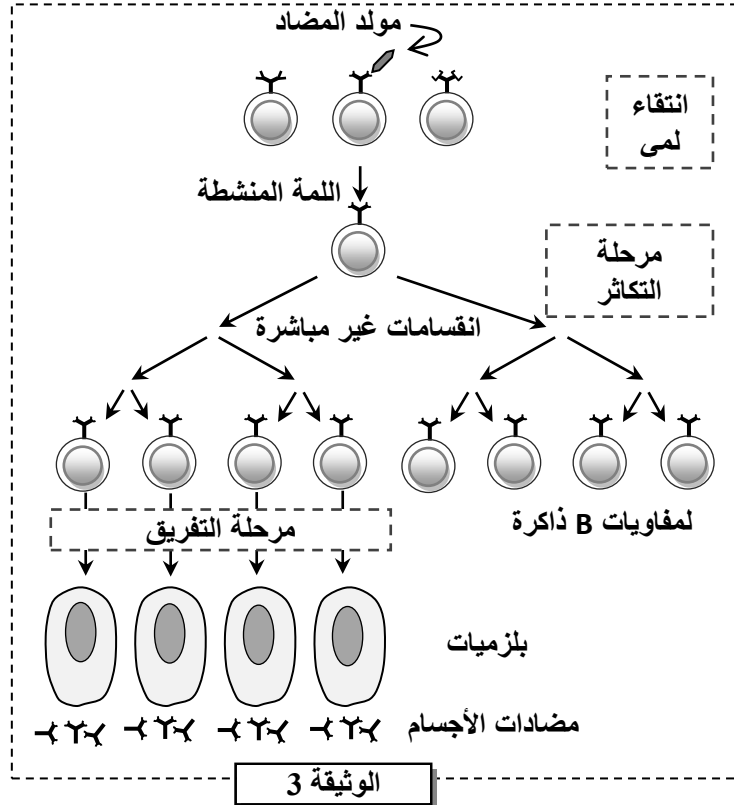 مولد المضاد
انتقاء
لمى
اللمة المنشطة
مرحلة
التكاثر
انقسامات غير مباشرة
لمفاويات B ذاكرة
مرحلة التفريق
بلزميات
مضادات الأجسام
الوثيقة 3